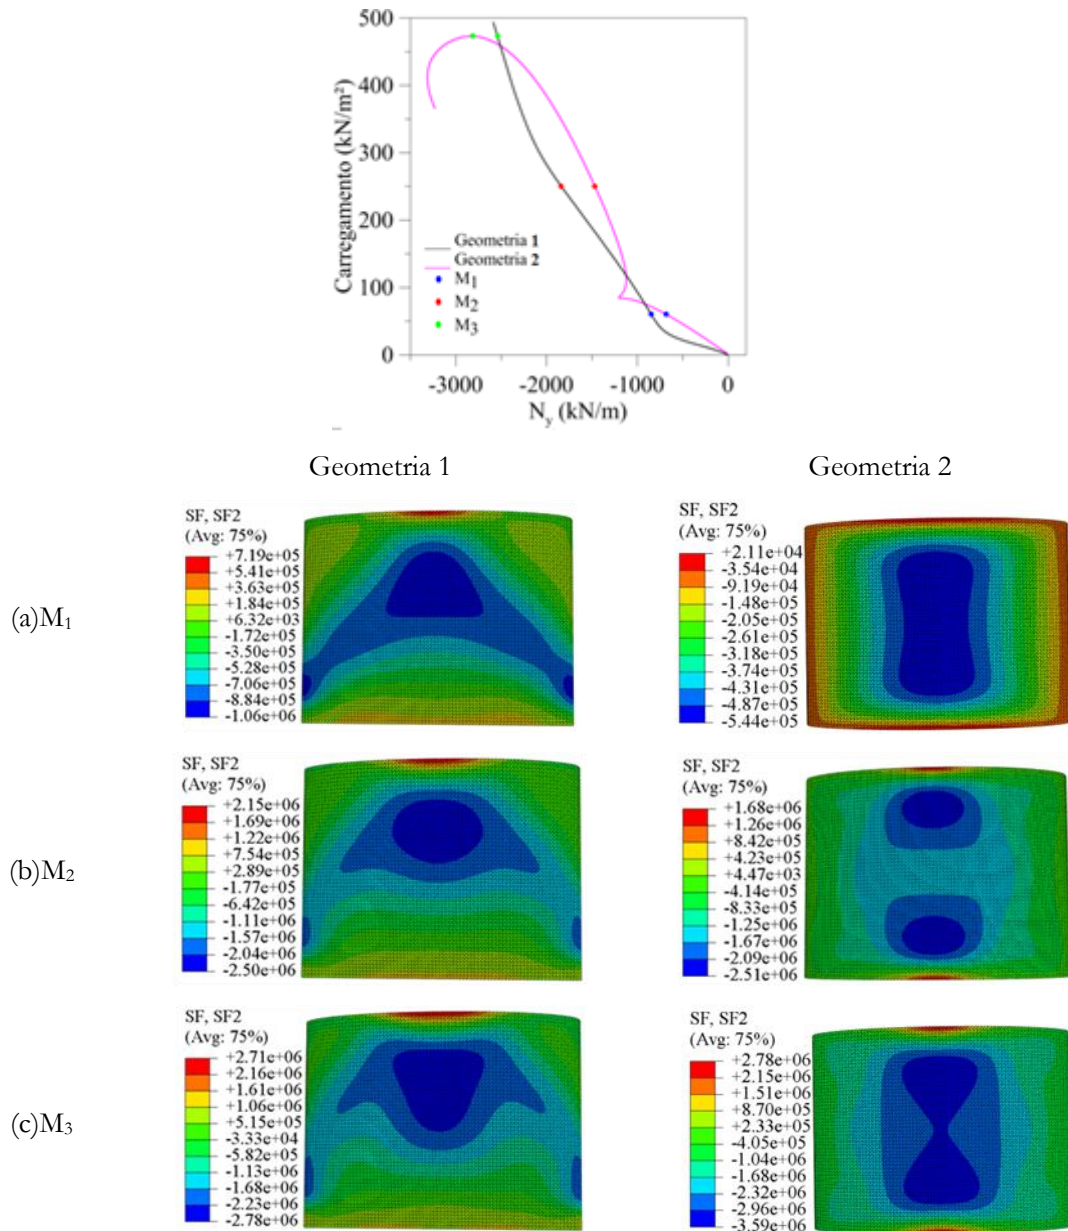 500
400
300
200
100
0
Carregamento (kN/m²)
Geometria 1
Geometria 2
M₁
M₂
M₃
-3000 -2000 -1000 0
Nᵧ (kN/m)
Geometria 1 Geometria 2
(a)M₁
SF, SF2
(Avg: 75%)
+7.19e+05
+5.41e+05
+3.63e+05
+1.84e+05
+6.32e+03
-1.72e+05
-3.50e+05
-5.28e+05
-7.06e+05
-8.84e+05
-1.06e+06
SF, SF2
(Avg: 75%)
+2.11e+04
-3.54e+04
-9.19e+04
-1.48e+05
-2.05e+05
-2.61e+05
-3.18e+05
-3.74e+05
-4.31e+05
-4.87e+05
-5.44e+05
(b)M₂
SF, SF2
(Avg: 75%)
+2.15e+06
+1.69e+06
+1.22e+06
+7.54e+05
+2.89e+05
-1.77e+05
-6.42e+05
-1.11e+06
-1.57e+06
-2.04e+06
-2.50e+06
SF, SF2
(Avg: 75%)
+1.68e+06
+1.26e+06
+8.42e+05
+4.23e+05
+4.47e+03
-4.14e+05
-8.33e+05
-1.25e+06
-1.67e+06
-2.09e+06
-2.51e+06
(c)M₃
SF, SF2
(Avg: 75%)
+2.71e+06
+2.16e+06
+1.61e+06
+1.06e+06
+5.15e+05
-3.33e+04
-5.82e+05
-1.13e+06
-1.68e+06
-2.23e+06
-2.78e+06
SF, SF2
(Avg: 75%)
+2.78e+06
+2.15e+06
+1.51e+06
+8.70e+05
+2.33e+05
-4.05e+05
-1.04e+06
-1.68e+06
-2.32e+06
-2.96e+06
-3.59e+06